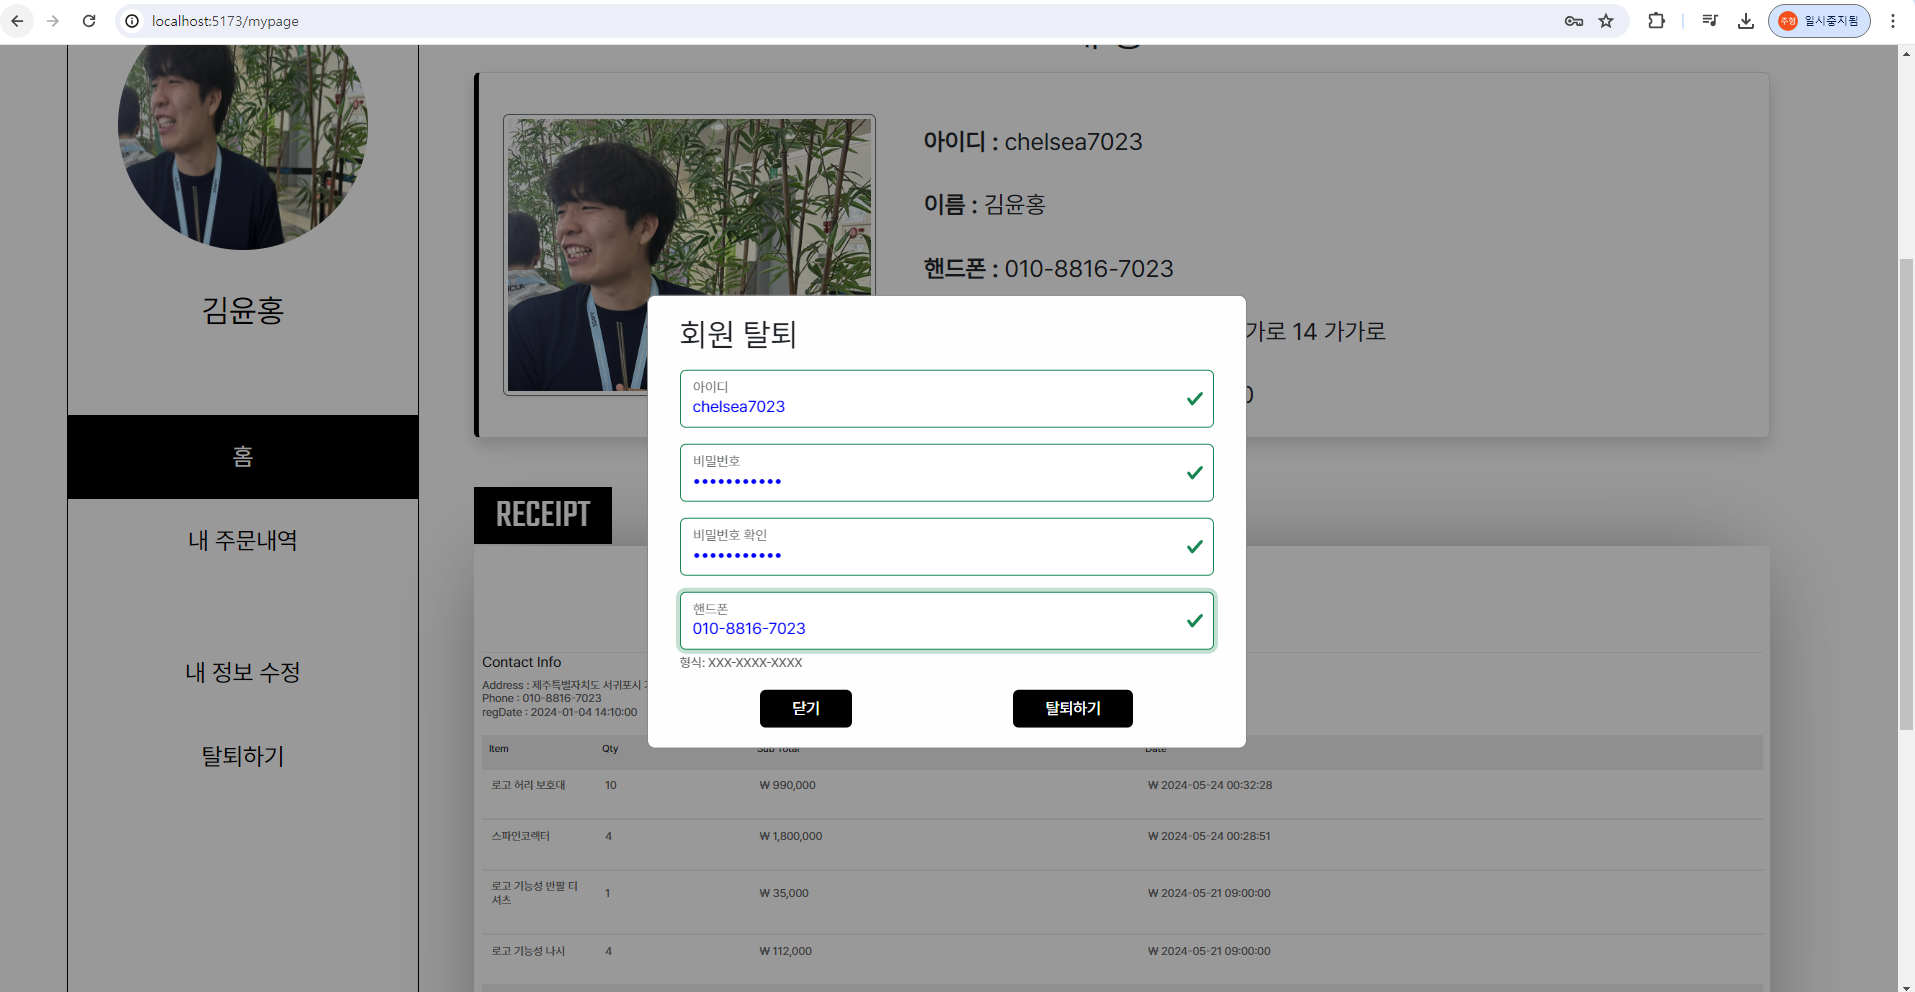 localhost:5173/mypage
주형 일시중지됨
김윤홍
홈
내 주문내역
내 정보 수정
탈퇴하기
아이디 : chelsea7023
이름 : 김윤홍
핸드폰 : 010-8816-7023
가로 14 가가로
회원 탈퇴
아이디
chelsea7023
비밀번호
•••••••••••
비밀번호 확인
•••••••••••
핸드폰
010-8816-7023
형식: XXX-XXXX-XXXX
닫기
탈퇴하기
RECEIPT
Contact Info
Address : 제주특별자치도 서귀포시
Phone : 010-8816-7023
regDate : 2024-01-04 14:10:00
Item Qty Sub Total Date
로고 허리 보호대 10 ₩ 990,000 ₩ 2024-05-24 00:32:28
스파인코렉터 4 ₩ 1,800,000 ₩ 2024-05-24 00:28:51
로고 기능성 반팔 티
셔츠 1 ₩ 35,000 ₩ 2024-05-21 09:00:00
로고 기능성 나시 4 ₩ 112,000 ₩ 2024-05-21 09:00:00